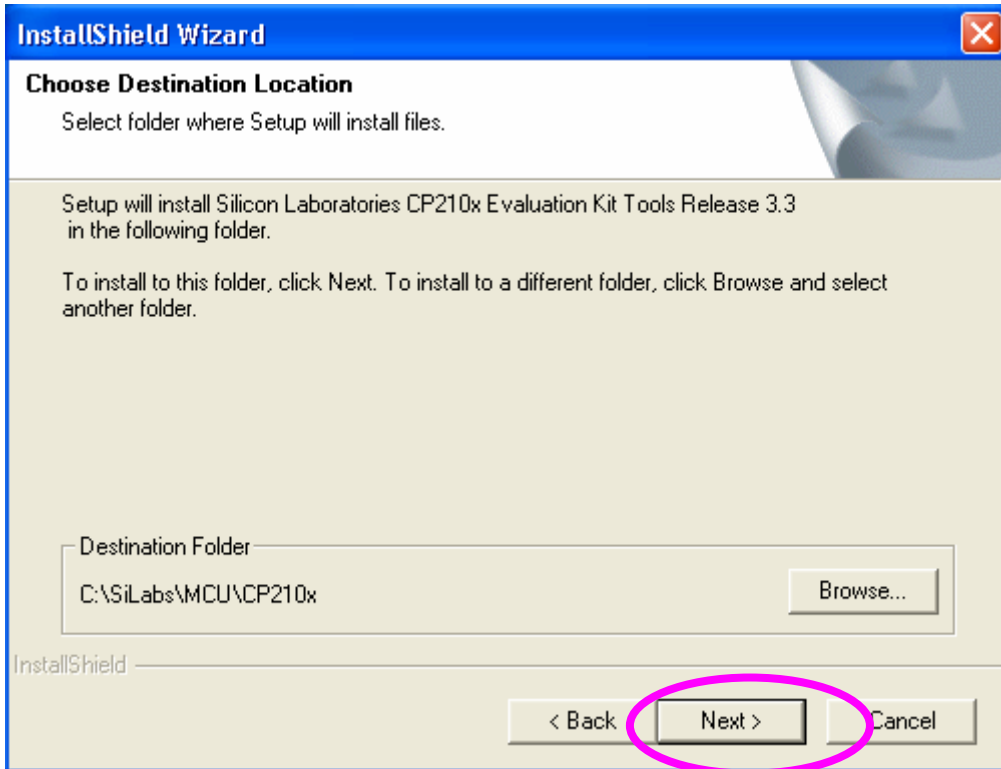 InstallShield Wizard
Choose Destination Location
Select folder where Setup will install files.
Setup will install Silicon Laboratories CP210x Evaluation Kit Tools Release 3.3
in the following folder.
To install to this folder, click Next. To install to a different folder, click Browse and select
another folder.
Destination Folder
C:\SiLabs\MCU\CP210x
Browse...
InstallShield
< Back
Next >
Cancel